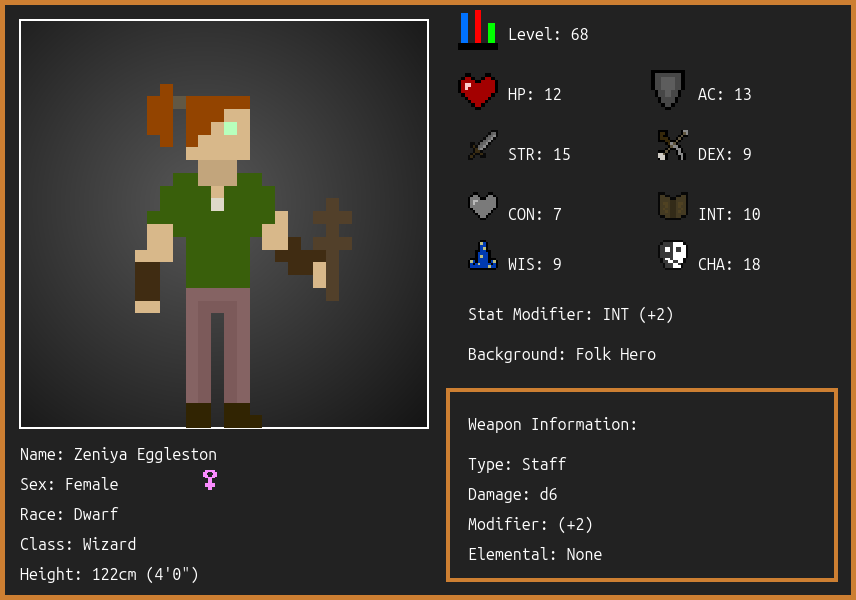 Level: 68
HP: 12
AC: 13
STR: 15
DEX: 9
CON: 7
INT: 10
WIS: 9
CHA: 18
Stat Modifier: INT (+2)
Background: Folk Hero
Weapon Information:
Type: Staff
Damage: d6
Modifier: (+2)
Elemental: None
Name: Zeniya Eggleston
Sex: Female
Race: Dwarf
Class: Wizard
Height: 122cm (4'0")